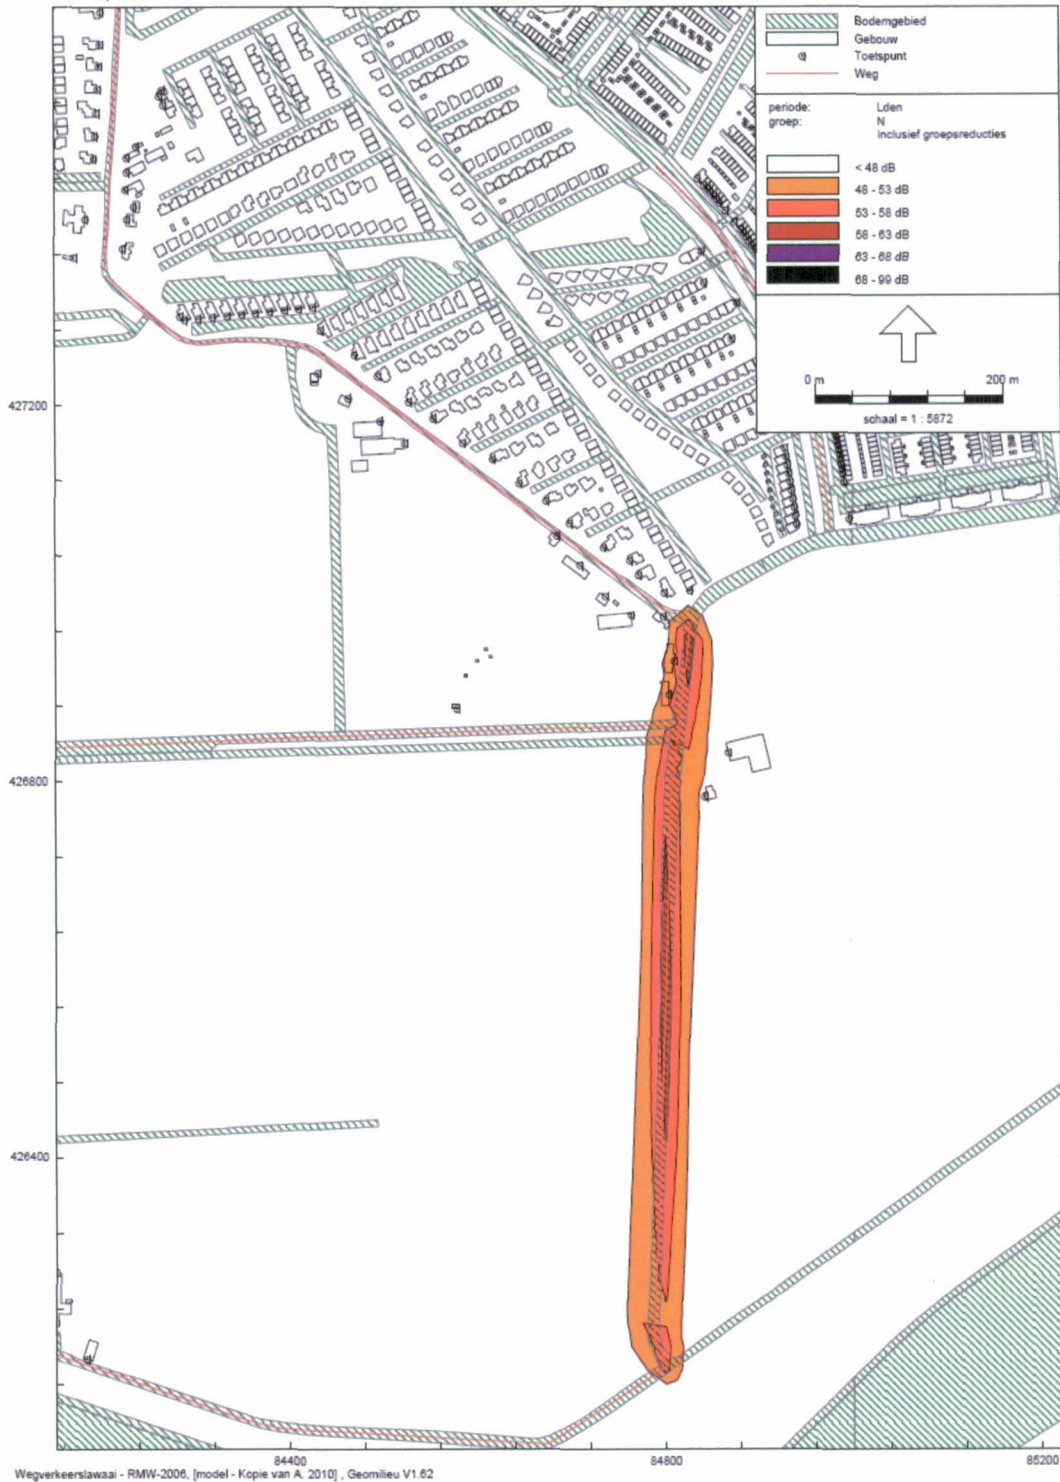 Bodemgebied
Gebouw
Toetspunt
Weg
periode: Lden
groep: N
Inclusief groepsreducties
< 48 dB
48 - 53 dB
53 - 58 dB
58 - 63 dB
63 - 68 dB
68 - 99 dB
0 m 200 m
schaal = 1 : 5872
427200
426800
426400
84400 84800 85200
Wegverkeerslawaai - RMW-2006, [model - Kopie van A. 2010] , Geomilieu V1.62